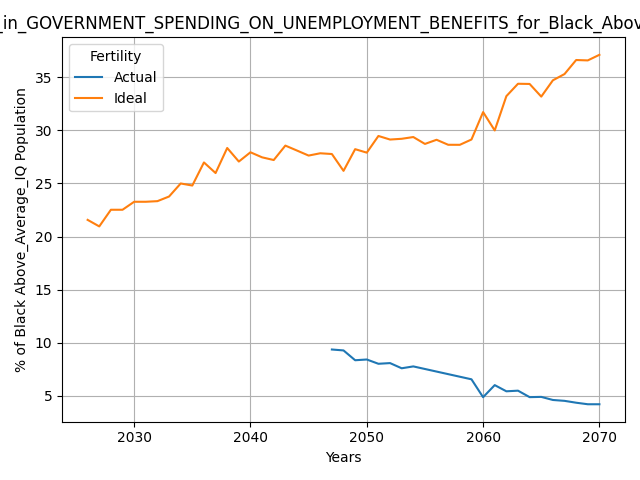 _in_GOVERNMENT_SPENDING_ON_UNEMPLOYMENT_BENEFITS_for_Black_Abov
Fertility
Actual
Ideal
% of Black Above_Average_IQ Population
35
30
25
20
15
10
5
2030 2040 2050 2060 2070
Years